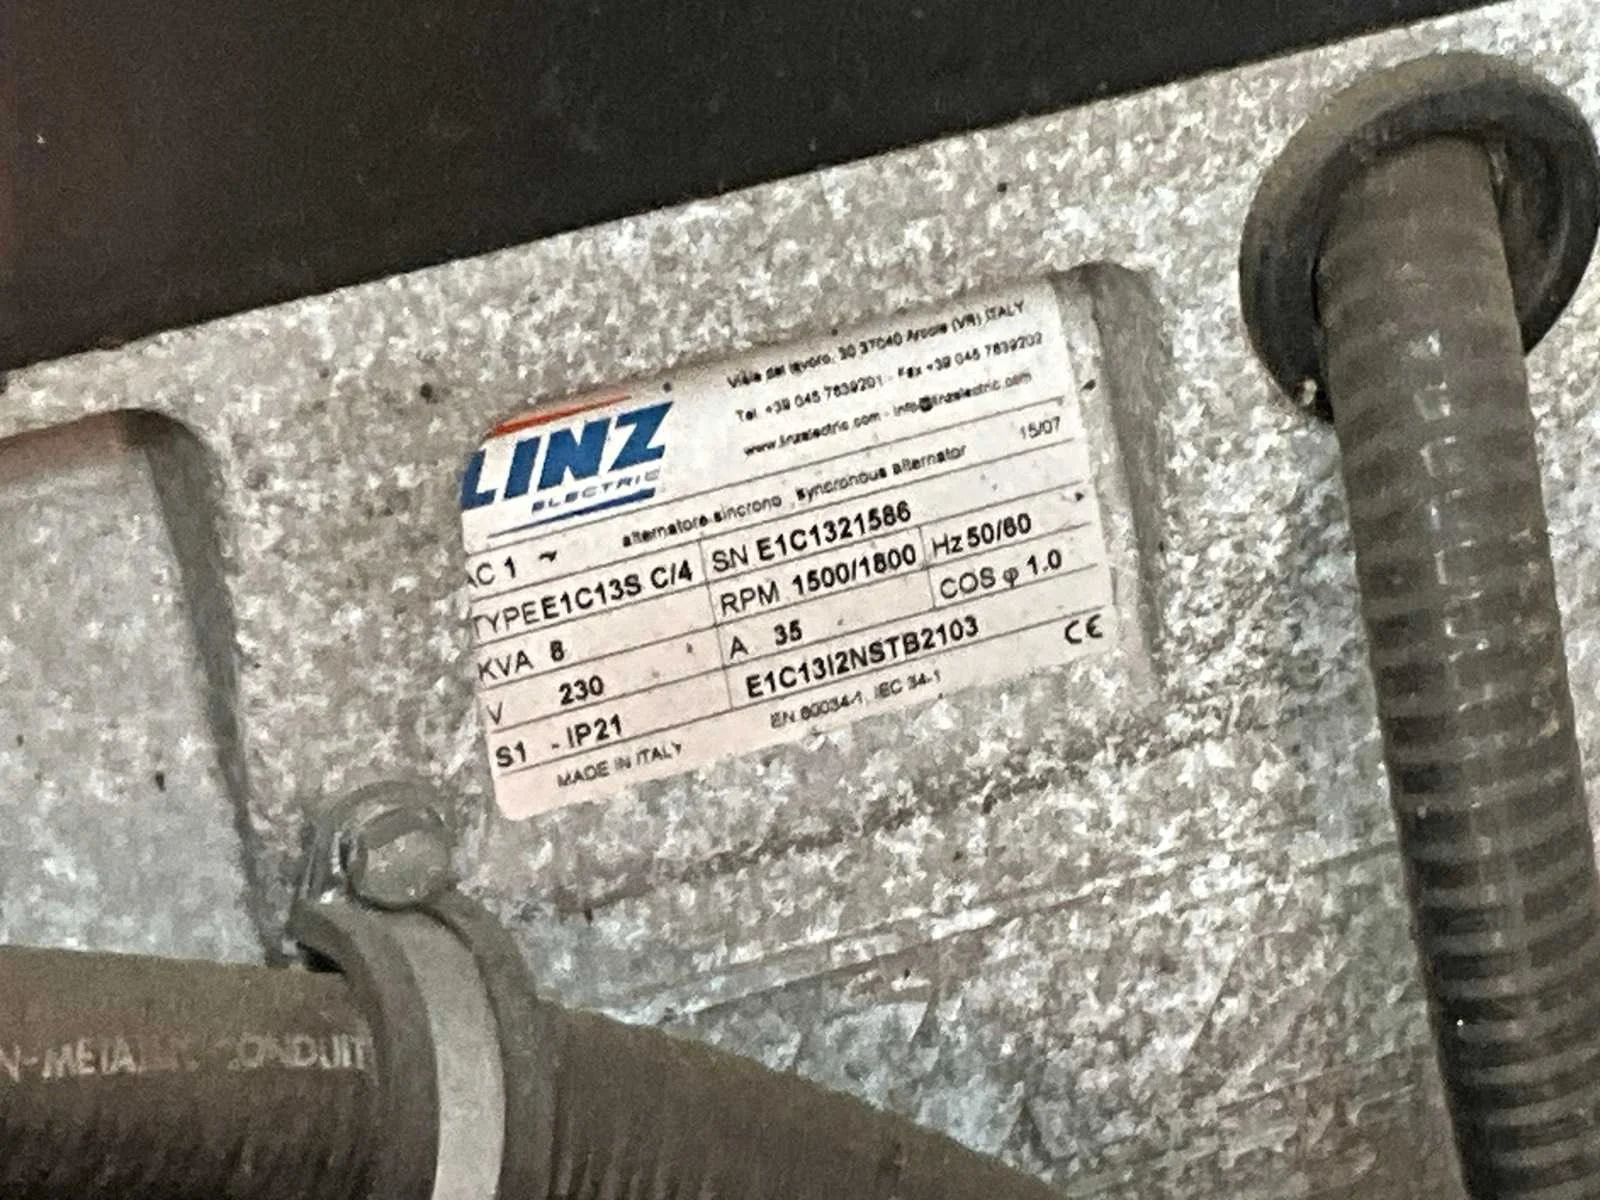 LINZ
ELECTRIC
Viale del lavoro, 30 37040 Arcole (VR) ITALY
Tel. +39 045 7639201 - Fax +39 045 7639202
www.linzelectric.com - info@linzelectric.com
15/07
alternatore sincrono syncronous alternator
AC 1 ~
TYPE E1C13S C/4 SN E1C1321586
KVA 8 RPM 1500/1800 Hz 50/60
V 230 A 35 COS φ 1.0
S1 - IP21 E1C13I2NSTB2103 CE
MADE IN ITALY EN 60034-1, IEC 34-1
N-METALLIC CONDUIT